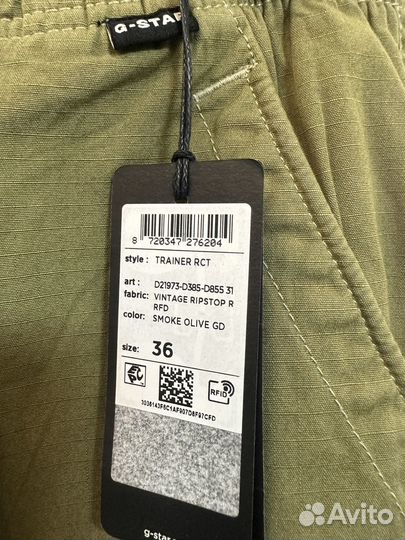 G-STAR
8 720347 276204
style : TRAINER RCT
art : D21973-D385-D855 31
fabric: VINTAGE RIPSTOP R
RFD
color: SMOKE OLIVE GD
size: 36
RFID
g-star
Avito